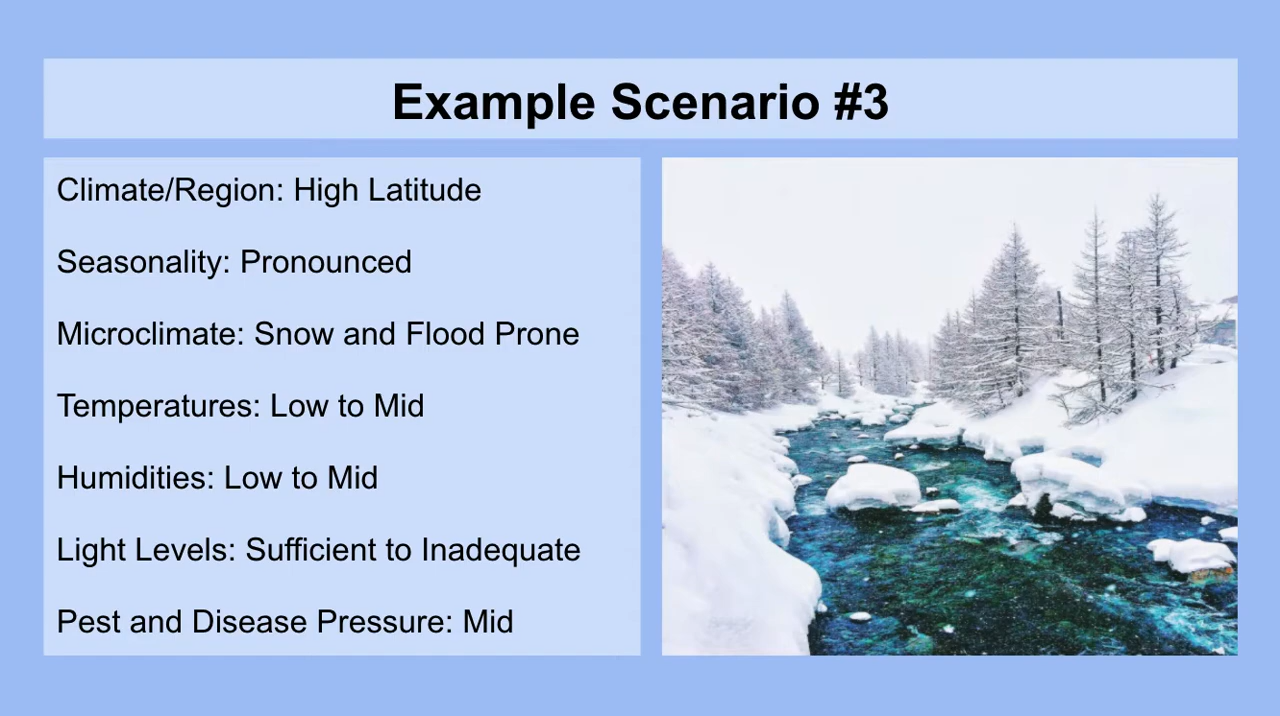 Example Scenario #3
Climate/Region: High Latitude
Seasonality: Pronounced
Microclimate: Snow and Flood Prone
Temperatures: Low to Mid
Humidities: Low to Mid
Light Levels: Sufficient to Inadequate
Pest and Disease Pressure: Mid